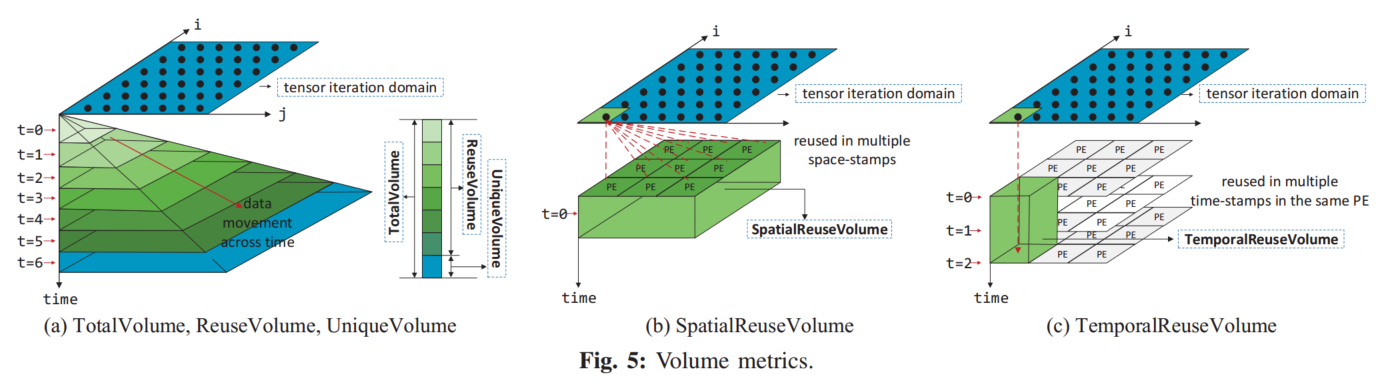 i
tensor iteration domain
j
t=0
t=1
t=2
t=3
t=4
t=5
t=6
data
movement
across time
time
TotalVolume
ReuseVolume
UniqueVolume
(a) TotalVolume, ReuseVolume, UniqueVolume
i
tensor iteration domain
reused in multiple
space-stamps
PE PE PE
PE PE PE
PE PE PE
t=0
SpatialReuseVolume
time
(b) SpatialReuseVolume
i
tensor iteration domain
PE PE
PE PE
PE
PE
PE
PE PE
PE PE
reused in multiple
time-stamps in the same PE
t=0
t=1
t=2
TemporalReuseVolume
time
(c) TemporalReuseVolume
Fig. 5: Volume metrics.